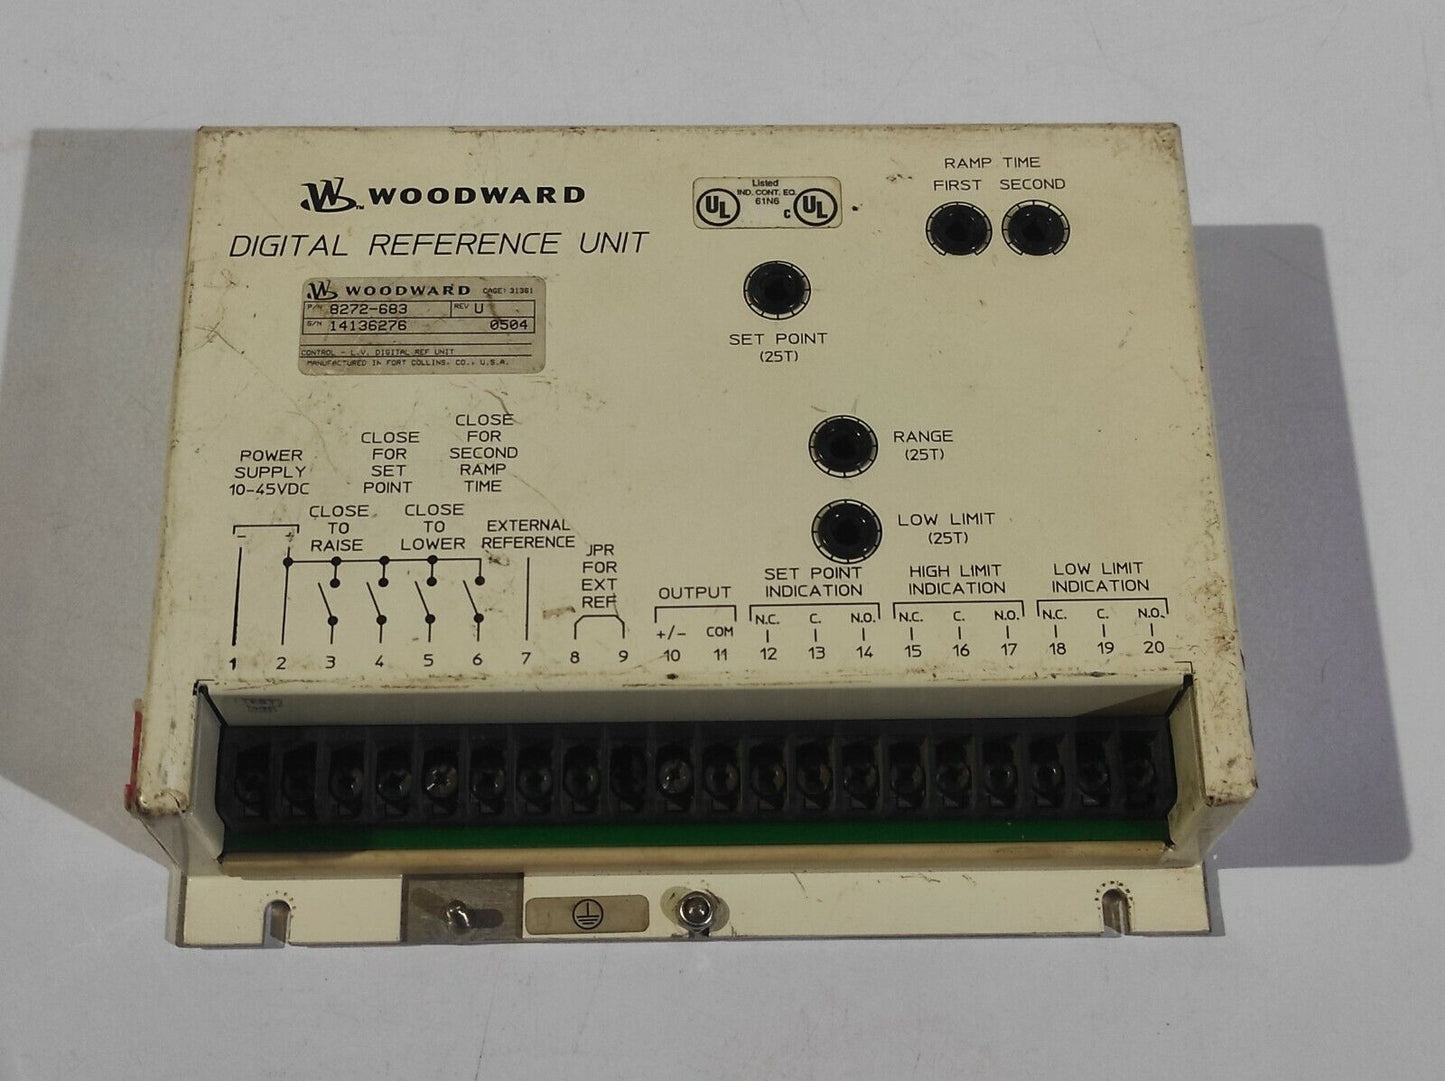 WOODWARD
DIGITAL REFERENCE UNIT
WOODWARD CAGE: 31361
P/N 8272-683 REV U
S/N 14136276 0504
CONTROL - L.V. DIGITAL REF UNIT
MANUFACTURED IN FORT COLLINS, CO., U.S.A.
Listed
IND. CONT. EQ.
61N6
UL c UL
RAMP TIME
FIRST SECOND
SET POINT
(25T)
RANGE
(25T)
LOW LIMIT
(25T)
POWER
SUPPLY
10-45VDC
- +
CLOSE
TO
RAISE
CLOSE
FOR
SET
POINT
CLOSE
TO
LOWER
CLOSE
FOR
SECOND
RAMP
TIME
EXTERNAL
REFERENCE
JPR
FOR
EXT
REF
OUTPUT
+/- COM
SET POINT
INDICATION
N.C. C. N.O.
HIGH LIMIT
INDICATION
N.C. C. N.O.
LOW LIMIT
INDICATION
N.C. C. N.O.
1 2 3 4 5 6 7 8 9 10 11 12 13 14 15 16 17 18 19 20